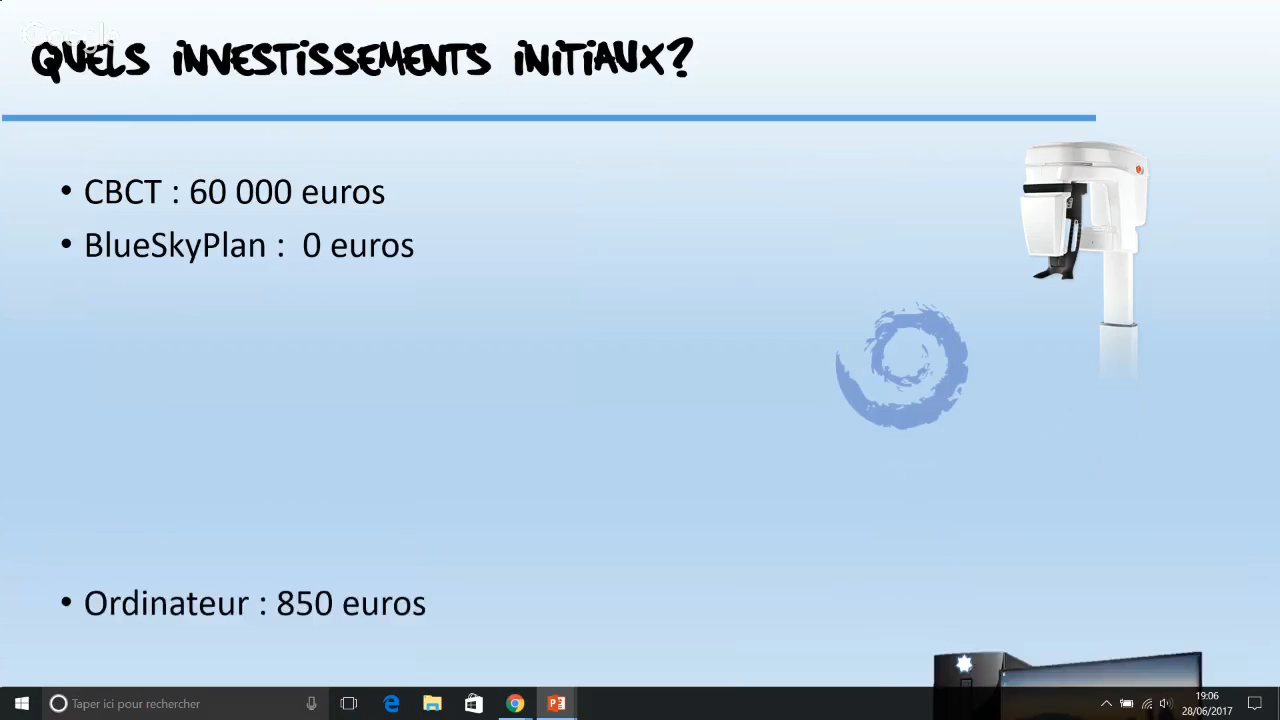 Google
QUELS INVESTISSEMENTS INITIAUX?
• CBCT : 60 000 euros
• BlueSkyPlan : 0 euros
• Ordinateur : 850 euros
Taper ici pour rechercher
19:06
28/06/2017